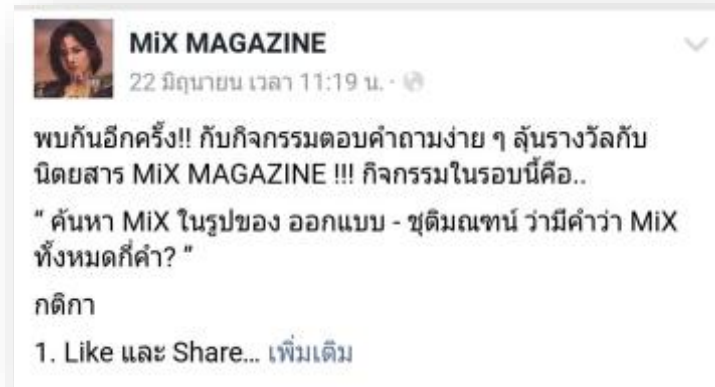 MiX MAGAZINE
22 มิถุนายน เวลา 11:19 น. ·
พบกันอีกครั้ง!! กับกิจกรรมตอบคำถามง่าย ๆ ลุ้นรางวัลกับ
นิตยสาร MiX MAGAZINE !!! กิจกรรมในรอบนี้คือ..
" ค้นหา MiX ในรูปของ ออกแบบ - ชุติมณฑน์ ว่ามีคำว่า MiX
ทั้งหมดกี่คำ? "
กติกา
1. Like และ Share... เพิ่มเติม